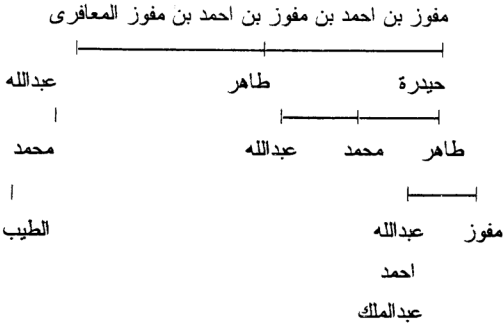 مفوز بن احمد بن مفوز بن احمد بن مفوز المعافرى
حيدرة طاهر عبدالله
طاهر محمد عبدالله محمد
مفوز عبدالله الطيب
احمد
عبدالملك